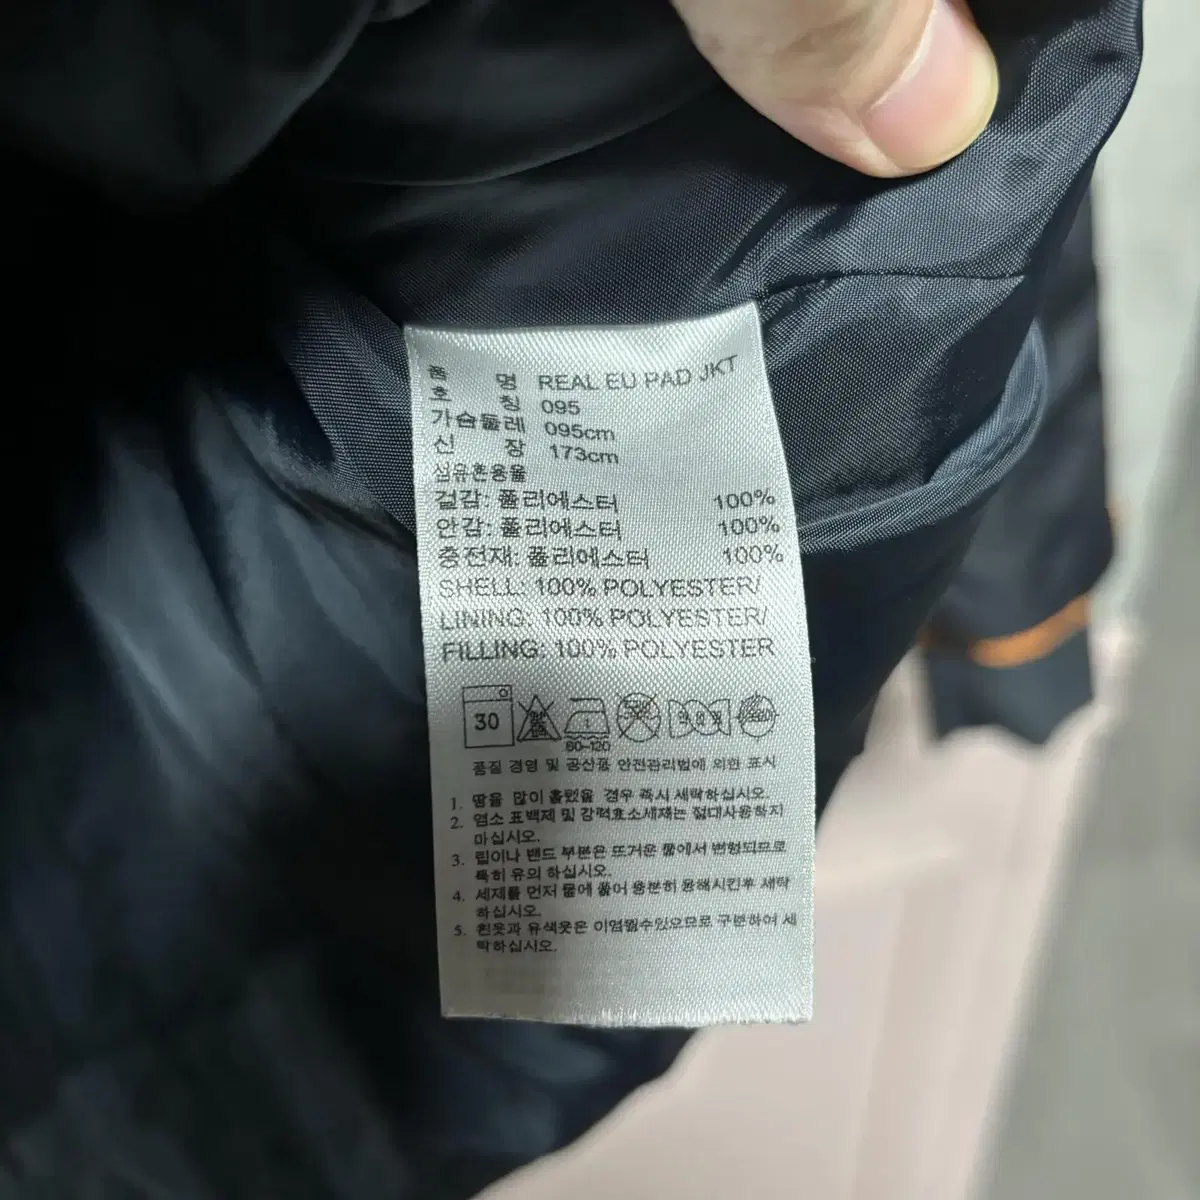 품 명 REAL EU PAD JKT
호 칭 095
가슴둘레 095cm
신 장 173cm
섬유혼용율
겉감: 폴리에스터 100%
안감: 폴리에스터 100%
충전재: 폴리에스터 100%
SHELL: 100% POLYESTER/
LINING: 100% POLYESTER/
FILLING: 100% POLYESTER
30
60~120
품질 경영 및 공산품 안전관리법에 의한 표시
1. 땀을 많이 흘렸을 경우 즉시 세탁하십시오.
2. 염소 표백제 및 강력효소세재는 절대사용하지
마십시오.
3. 립이나 밴드 부분은 뜨거운 물에서 변형되므로
특히 유의 하십시오.
4. 세제를 먼저 물에 풀어 충분히 용해시킨후 세탁
하십시오.
5. 흰옷과 유색옷은 이염될수있으므로 구분하여 세
탁하십시오.